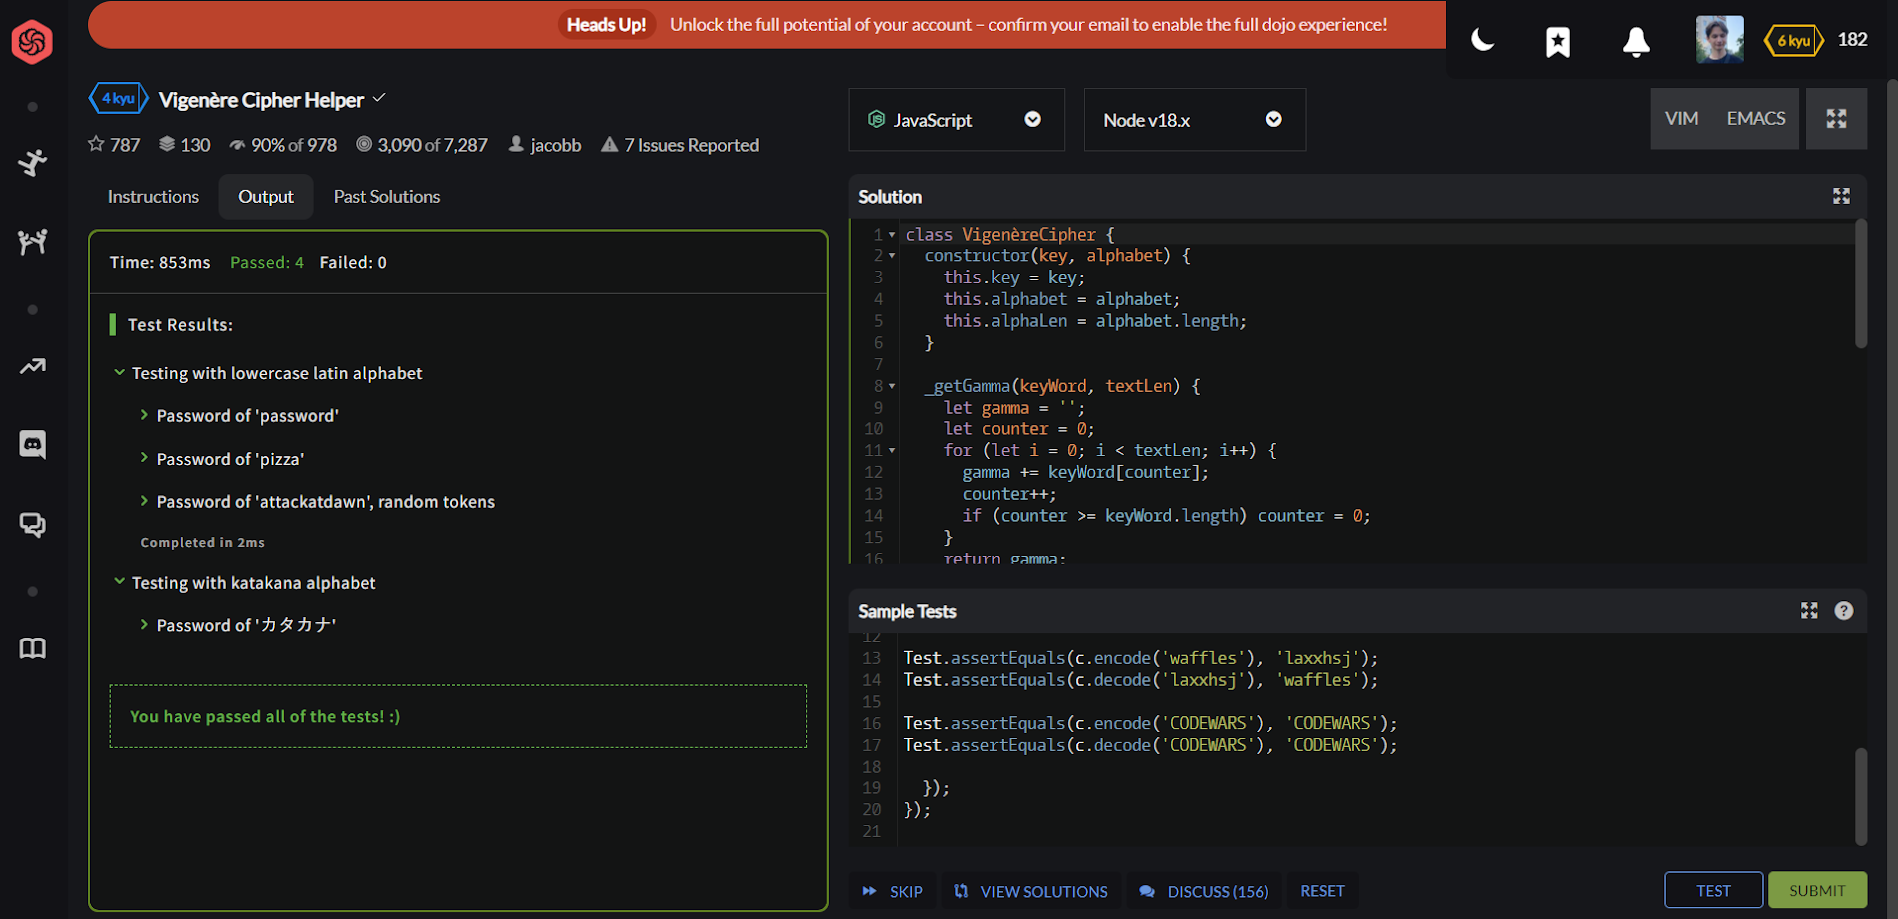 Heads Up! Unlock the full potential of your account – confirm your email to enable the full dojo experience!
6 kyu 182
4 kyu Vigenère Cipher Helper
787 130 90% of 978 3,090 of 7,287 jacobb 7 Issues Reported
JavaScript Node v18.x VIM EMACS
Instructions Output Past Solutions
Time: 853ms Passed: 4 Failed: 0
Test Results:
Testing with lowercase latin alphabet
Password of 'password'
Password of 'pizza'
Password of 'attackatdawn', random tokens
Completed in 2ms
Testing with katakana alphabet
Password of 'カタカナ'
You have passed all of the tests! :)
Solution
1 class VigenèreCipher {
2 constructor(key, alphabet) {
3 this.key = key;
4 this.alphabet = alphabet;
5 this.alphaLen = alphabet.length;
6 }
7
8 _getGamma(keyWord, textLen) {
9 let gamma = '';
10 let counter = 0;
11 for (let i = 0; i < textLen; i++) {
12 gamma += keyWord[counter];
13 counter++;
14 if (counter >= keyWord.length) counter = 0;
15 }
16 return gamma;
Sample Tests
12
13 Test.assertEquals(c.encode('waffles'), 'laxxhsj');
14 Test.assertEquals(c.decode('laxxhsj'), 'waffles');
15
16 Test.assertEquals(c.encode('CODEWARS'), 'CODEWARS');
17 Test.assertEquals(c.decode('CODEWARS'), 'CODEWARS');
18
19 });
20 });
21
SKIP VIEW SOLUTIONS DISCUSS (156) RESET TEST SUBMIT